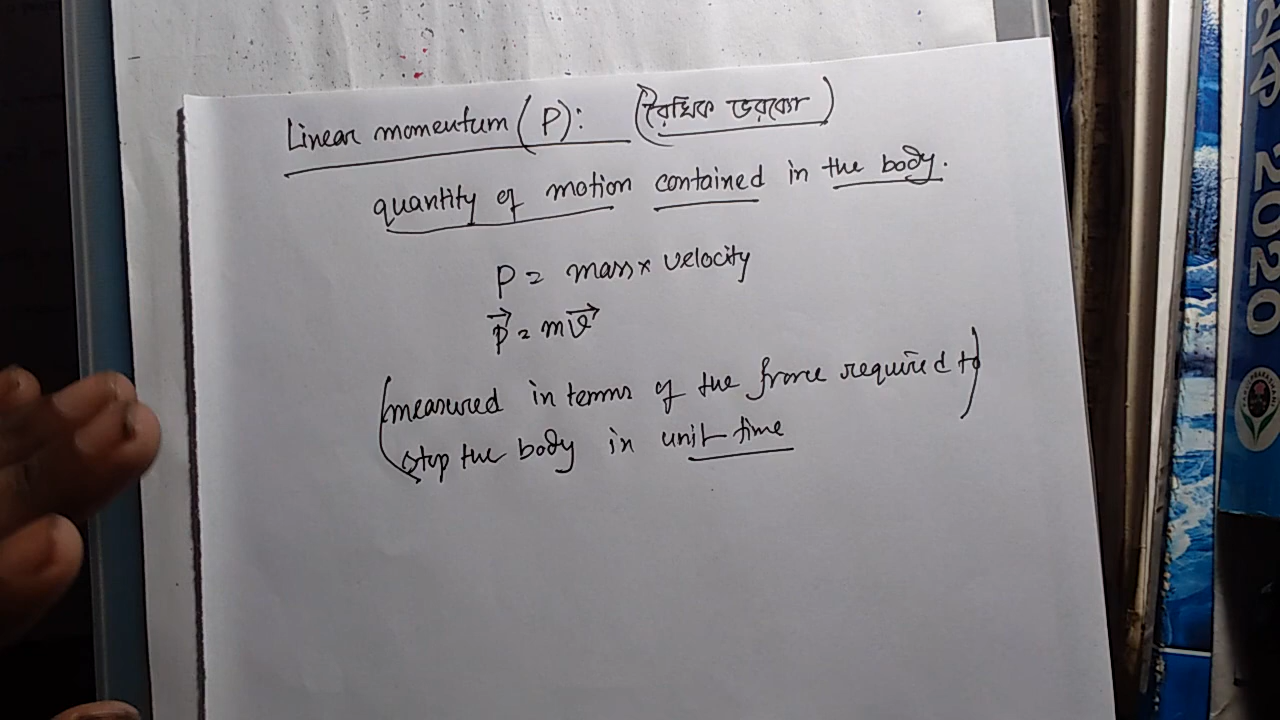 Linear momentum (P): (রৈখিক ভরবেগ)
quantity of motion contained in the body.
P = mass × velocity
p⃗ = mv⃗
(measured in terms of the force required to
stop the body in unit time)
2020